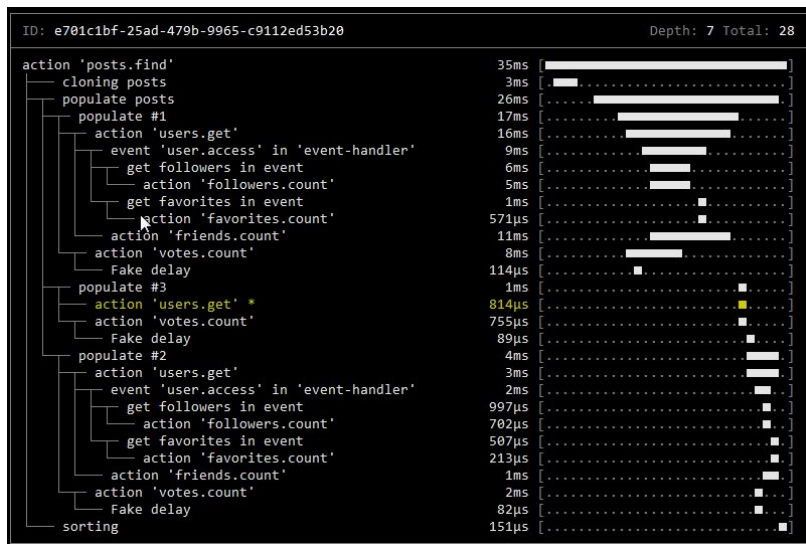 ID: e701c1bf-25ad-479b-9965-c9112ed53b20 Depth: 7 Total: 28
action 'posts.find' 35ms
cloning posts 3ms
populate posts 26ms
populate #1 17ms
action 'users.get' 16ms
event 'user.access' in 'event-handler' 9ms
get followers in event 6ms
action 'followers.count' 5ms
get favorites in event 1ms
action 'favorites.count' 571µs
action 'friends.count' 11ms
action 'votes.count' 8ms
Fake delay 114µs
populate #3 1ms
action 'users.get' * 814µs
action 'votes.count' 755µs
Fake delay 89µs
populate #2 4ms
action 'users.get' 3ms
event 'user.access' in 'event-handler' 2ms
get followers in event 997µs
action 'followers.count' 702µs
get favorites in event 507µs
action 'favorites.count' 213µs
action 'friends.count' 1ms
action 'votes.count' 2ms
Fake delay 82µs
sorting 151µs